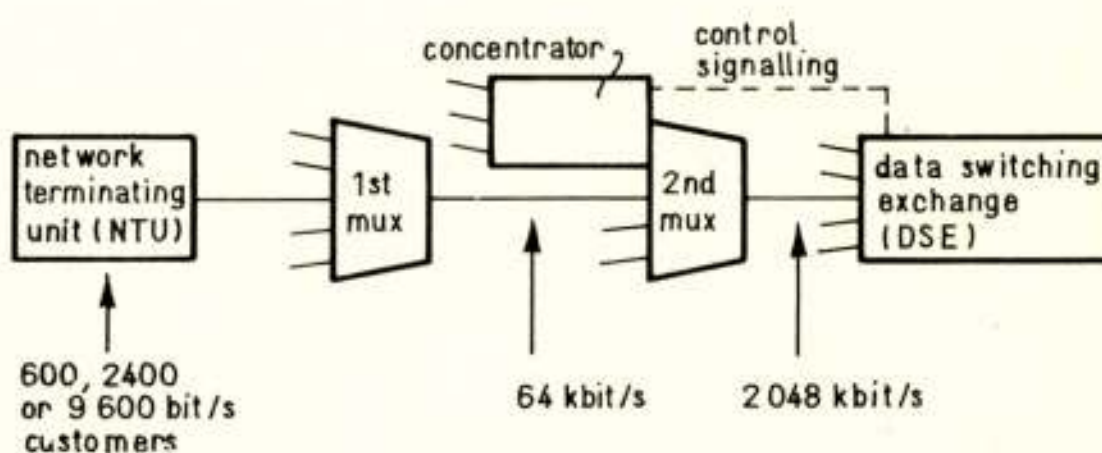 concentrator
control
signalling
network
terminating
unit (NTU)
1st
mux
2nd
mux
data switching
exchange
(DSE)
600, 2400
or 9 600 bit/s
customers
64 kbit/s
2 048 kbit/s